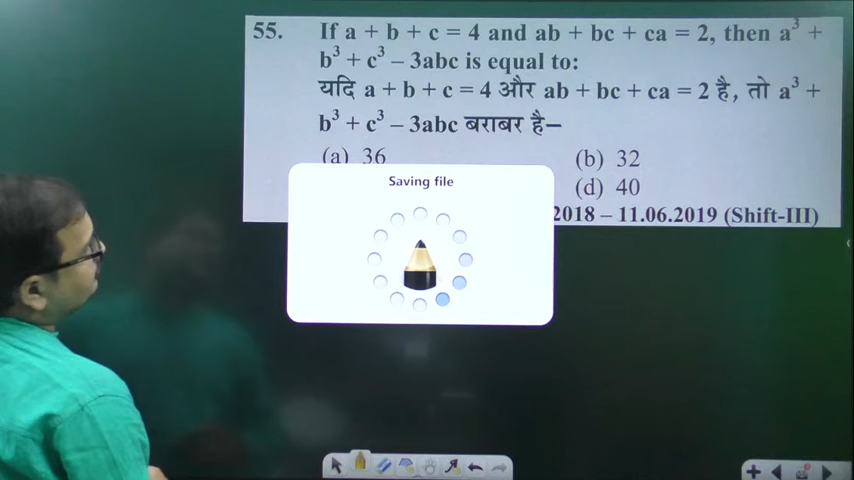 55. If a + b + c = 4 and ab + bc + ca = 2, then a³ +
b³ + c³ – 3abc is equal to:
यदि a + b + c = 4 और ab + bc + ca = 2 है, तो a³ +
b³ + c³ – 3abc बराबर है–
(a) 36 (b) 32
(d) 40
2018 – 11.06.2019 (Shift-III)
Saving file